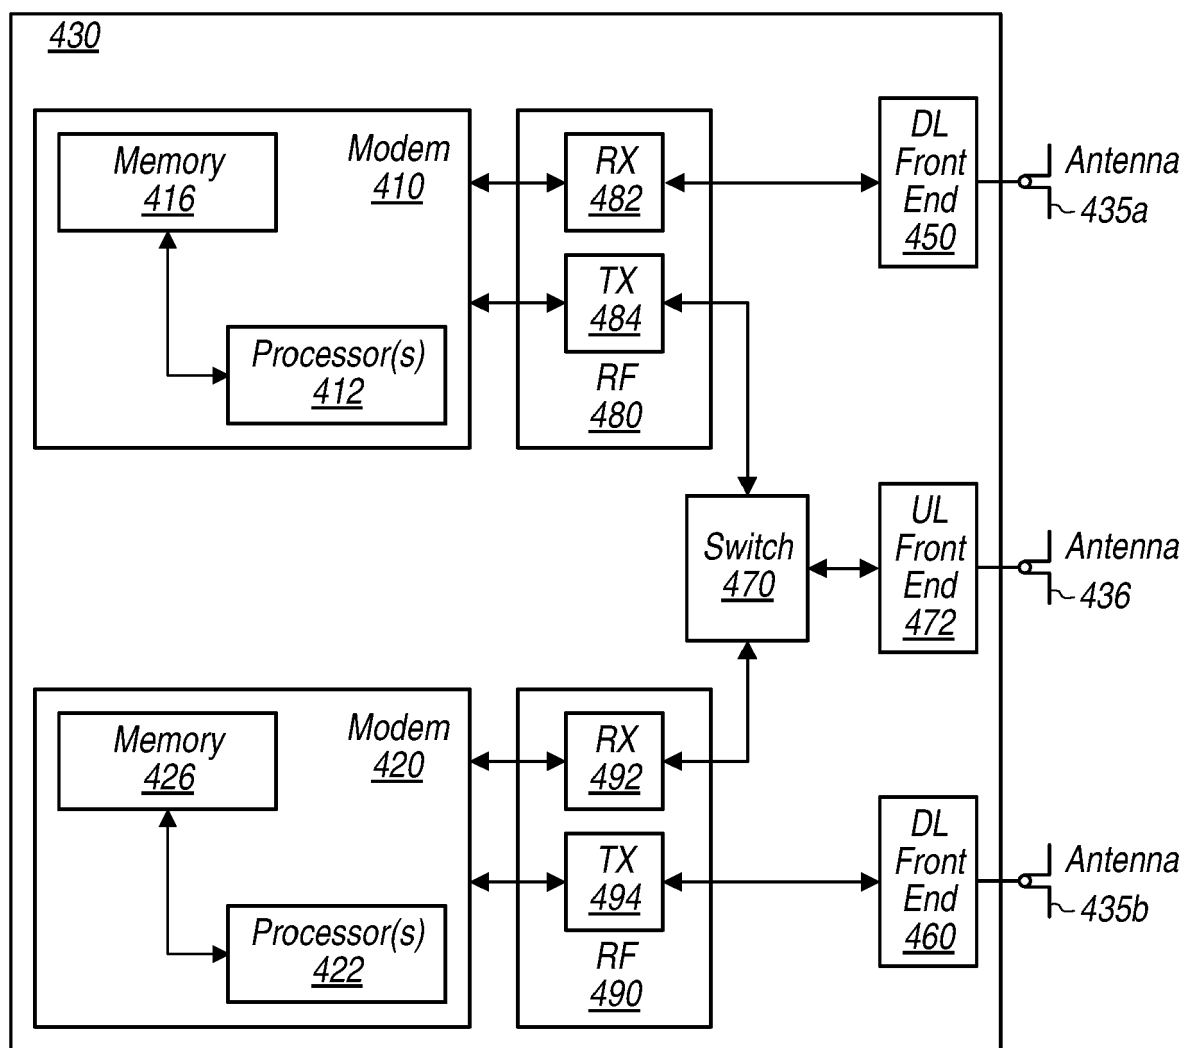 430
Memory
416
Modem
410
Processor(s)
412
RX
482
TX
484
RF
480
DL
Front
End
450
Antenna
435a
Switch
470
UL
Front
End
472
Antenna
436
Memory
426
Modem
420
Processor(s)
422
RX
492
TX
494
RF
490
DL
Front
End
460
Antenna
435b